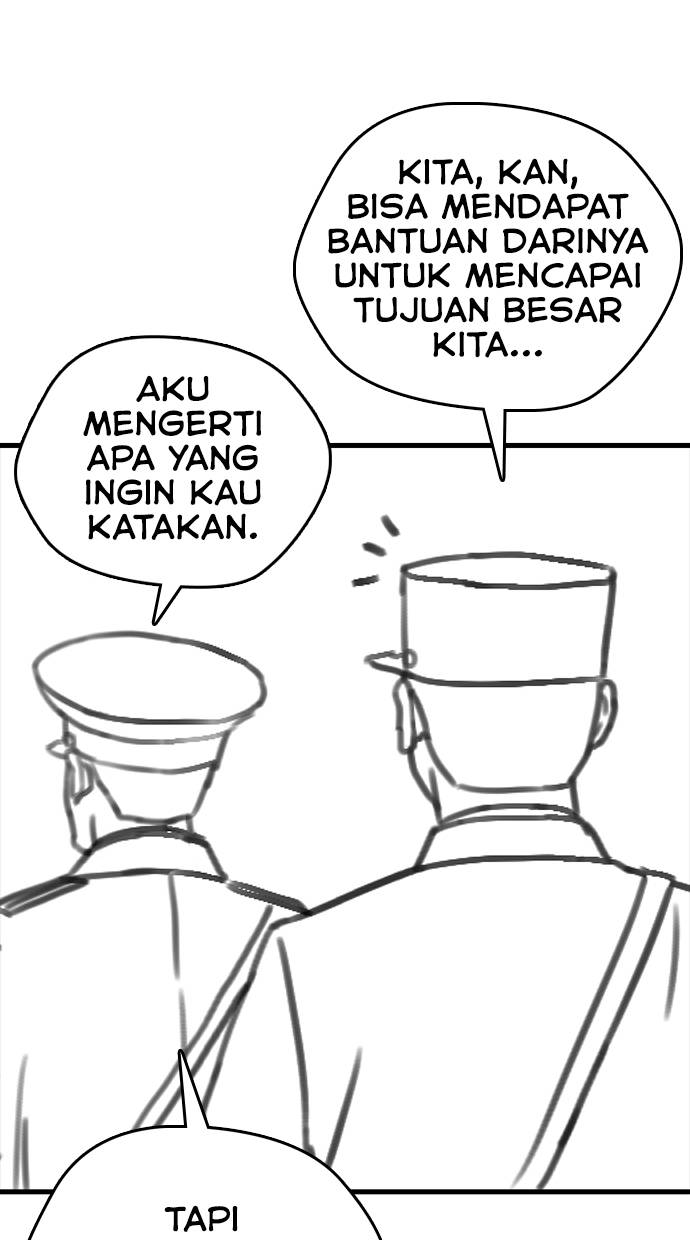 KITA, KAN,
BISA MENDAPAT
BANTUAN DARINYA
UNTUK MENCAPAI
TUJUAN BESAR
KITA...
AKU
MENGERTI
APA YANG
INGIN KAU
KATAKAN.
TAPI